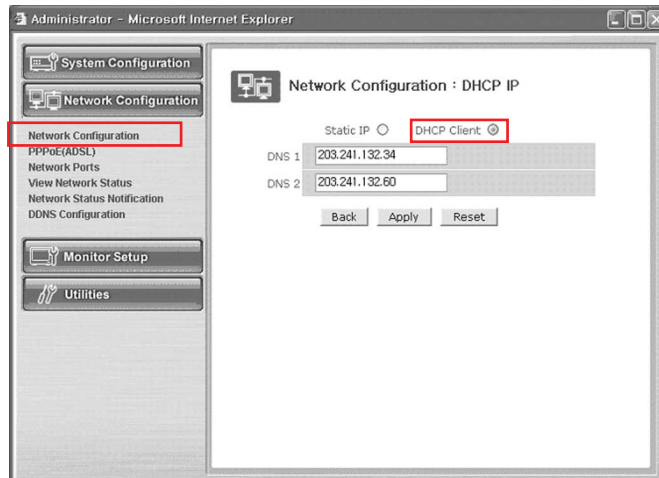 Administrator - Microsoft Internet Explorer
System Configuration
Network Configuration
Network Configuration
PPPoE(ADSL)
Network Ports
View Network Status
Network Status Notification
DDNS Configuration
Monitor Setup
Utilities
Network Configuration : DHCP IP
Static IP DHCP Client
DNS 1 203.241.132.34
DNS 2 203.241.132.60
Back Apply Reset